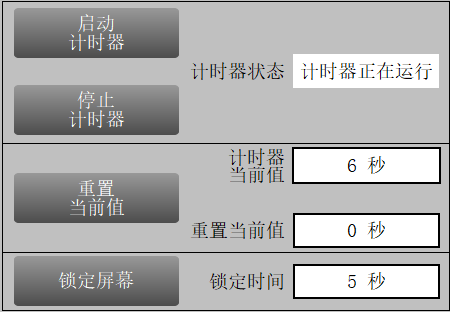 启动
计时器
计时器状态 计时器正在运行
停止
计时器
计时器
当前值
6 秒
重置
当前值
重置当前值 0 秒
锁定屏幕 锁定时间 5 秒